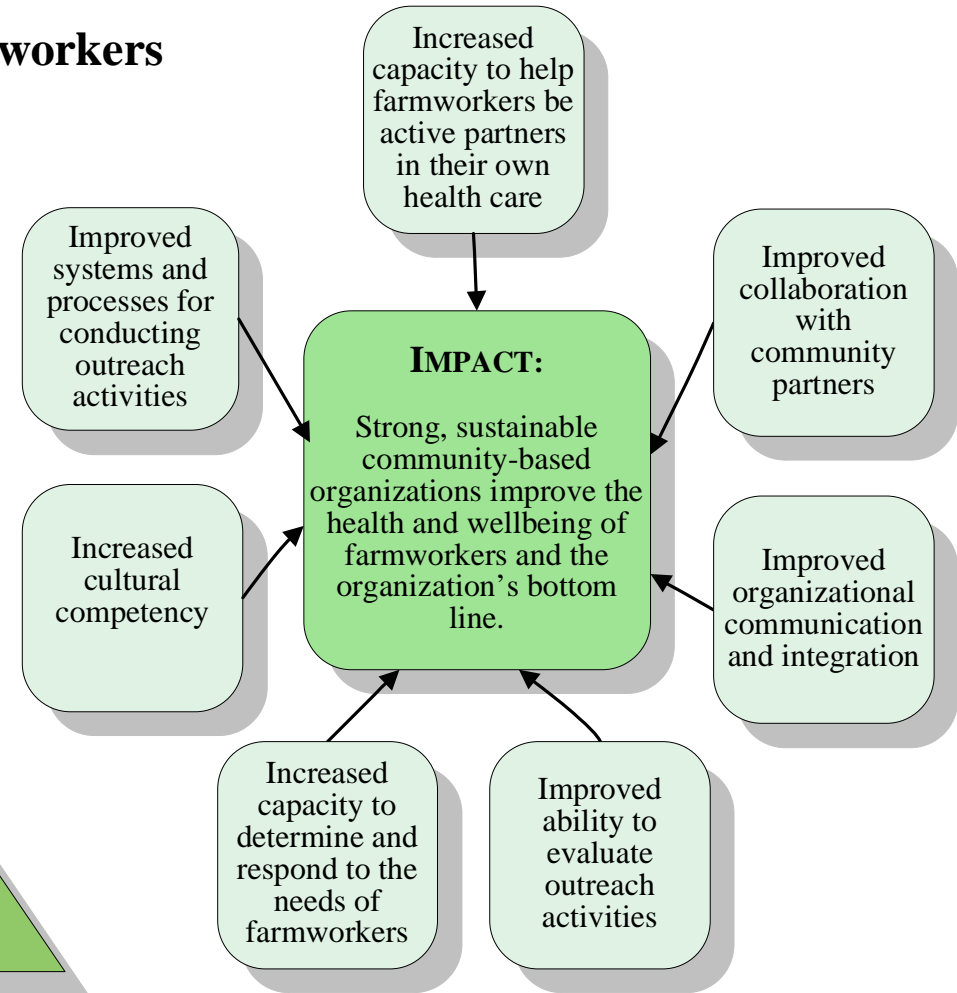 workers
Increased
capacity to help
farmworkers be
active partners
in their own
health care
Improved
systems and
processes for
conducting
outreach
activities
Improved
collaboration
with
community
partners
IMPACT:
Strong, sustainable
community-based
organizations improve the
health and wellbeing of
farmworkers and the
organization’s bottom
line.
Increased
cultural
competency
Improved
organizational
communication
and integration
Increased
capacity to
determine and
respond to the
needs of
farmworkers
Improved
ability to
evaluate
outreach
activities